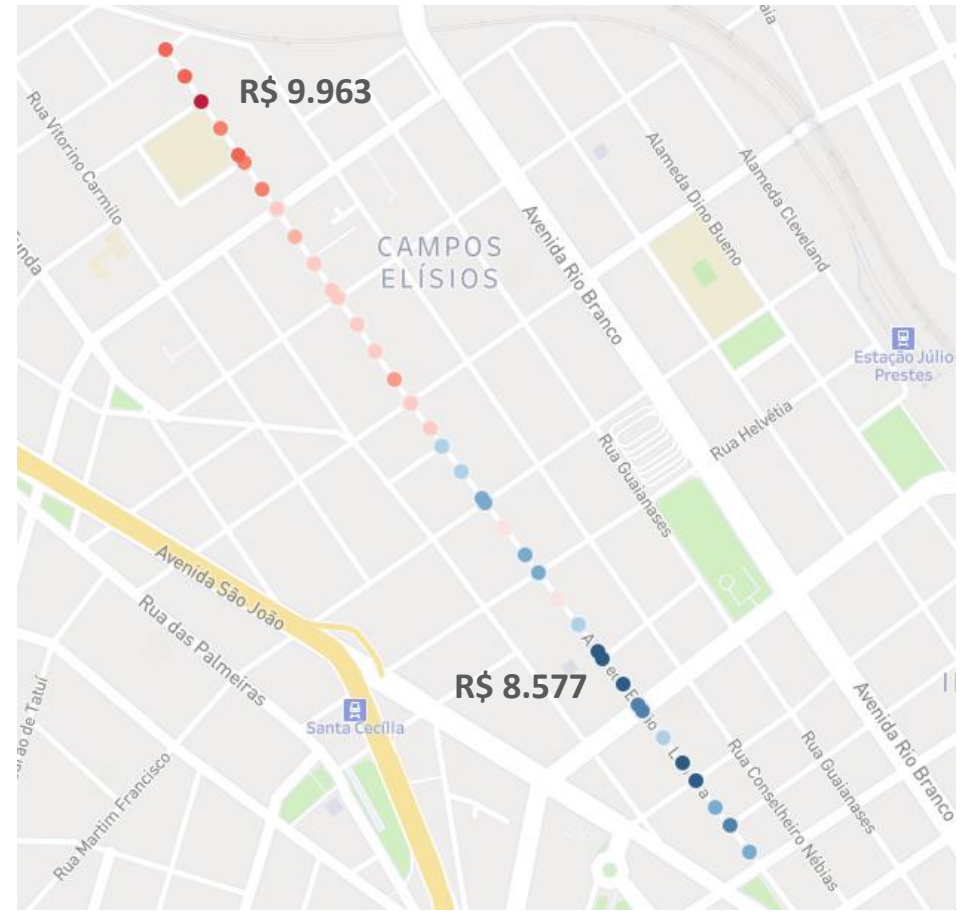 R$ 9.963
Rua Vitorino Carmilo
Alameda Dino Bueno
Alameda Cleveland
Avenida Rio Branco
CAMPOS
ELÍSIOS
Estação Júlio
Prestes
Rua Helvétia
Rua Guaianases
Avenida São João
Rua das Palmeiras
R$ 8.577
Santa Cecília
Rua Martim Francisco
Rua Conselheiro Nébias
Rua Guaianases
Avenida Rio Branco